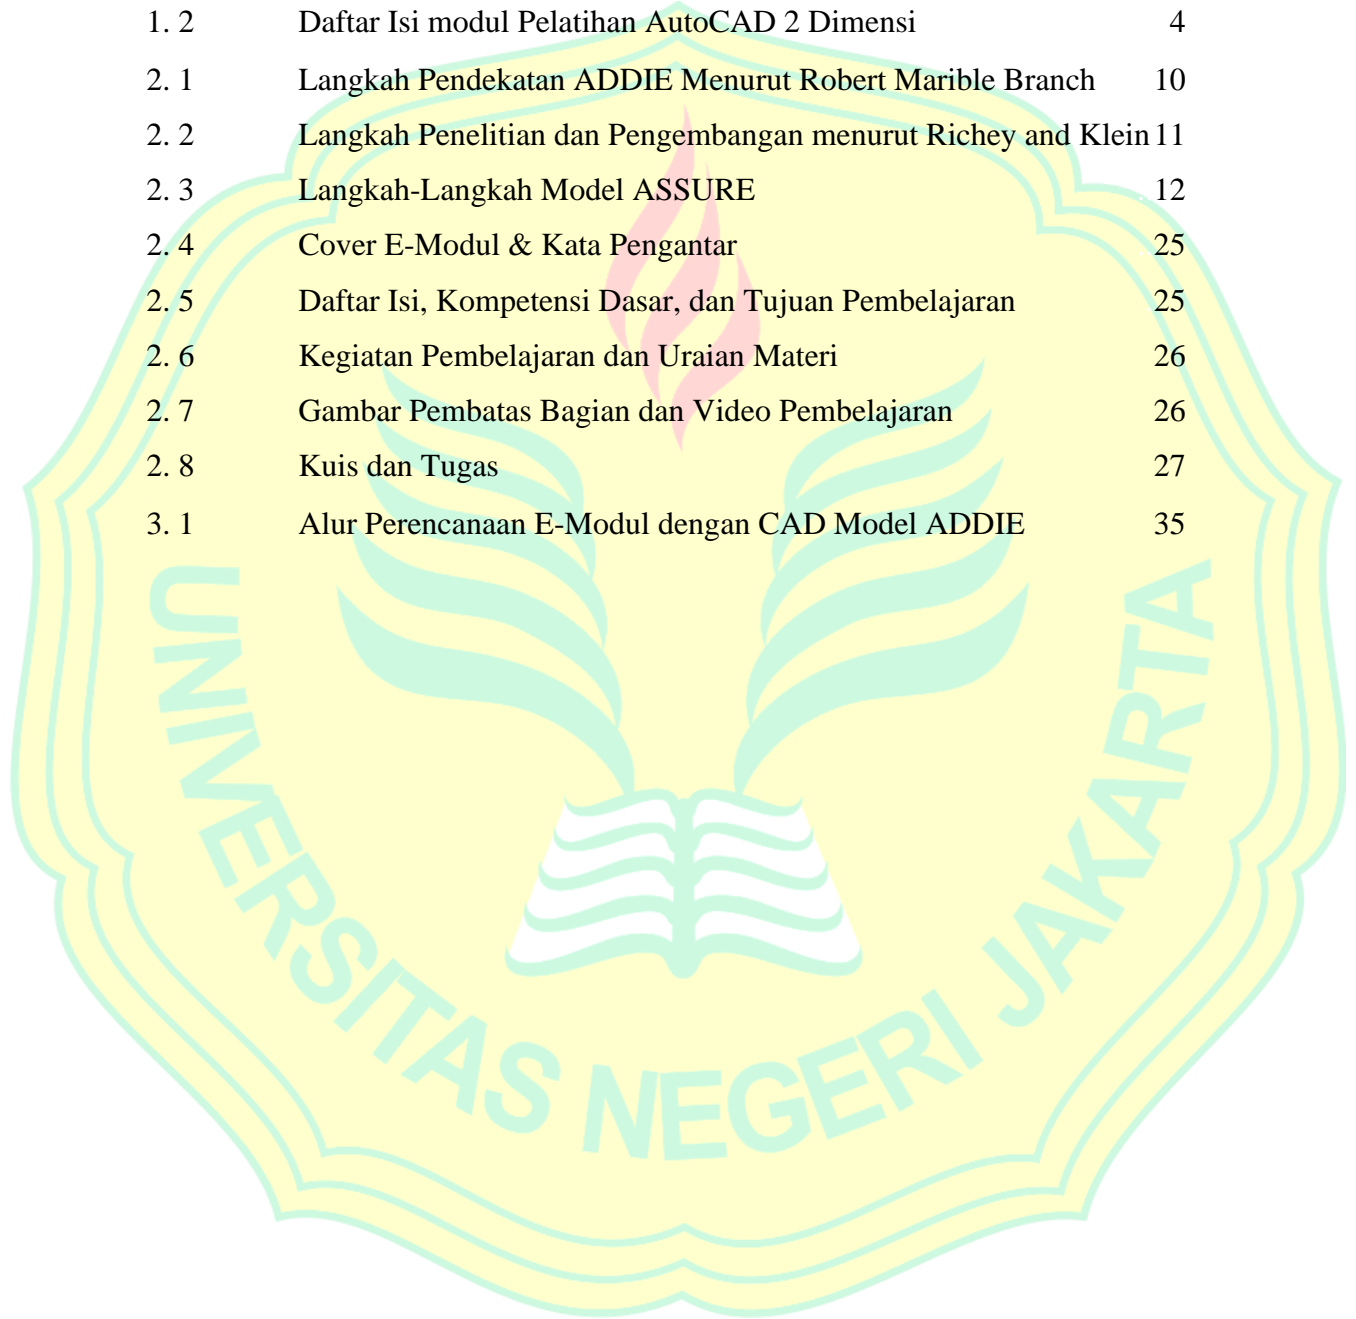 1. 2 Daftar Isi modul Pelatihan AutoCAD 2 Dimensi 4
2. 1 Langkah Pendekatan ADDIE Menurut Robert Marible Branch 10
2. 2 Langkah Penelitian dan Pengembangan menurut Richey and Klein 11
2. 3 Langkah-Langkah Model ASSURE 12
2. 4 Cover E-Modul & Kata Pengantar 25
2. 5 Daftar Isi, Kompetensi Dasar, dan Tujuan Pembelajaran 25
2. 6 Kegiatan Pembelajaran dan Uraian Materi 26
2. 7 Gambar Pembatas Bagian dan Video Pembelajaran 26
2. 8 Kuis dan Tugas 27
3. 1 Alur Perencanaan E-Modul dengan CAD Model ADDIE 35
UNIVERSITAS NEGERI JAKARTA